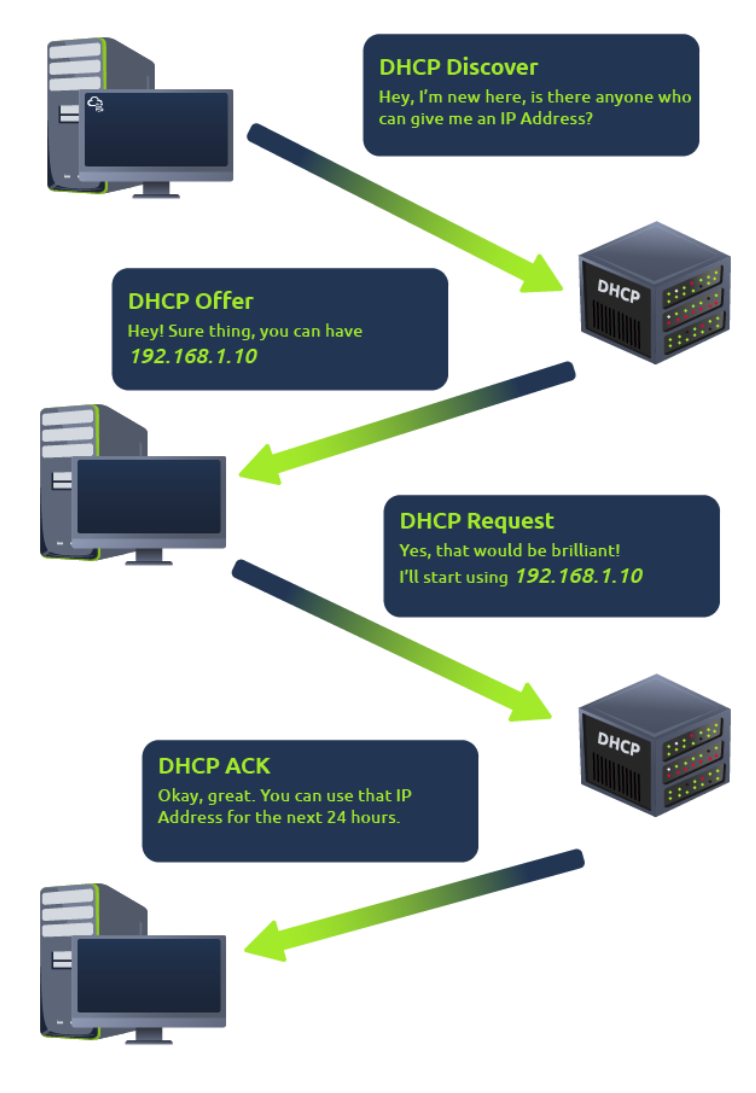 DHCP Discover
Hey, I’m new here, is there anyone who
can give me an IP Address?
DHCP
DHCP Offer
Hey! Sure thing, you can have
192.168.1.10
DHCP Request
Yes, that would be brilliant!
I’ll start using 192.168.1.10
DHCP
DHCP ACK
Okay, great. You can use that IP
Address for the next 24 hours.